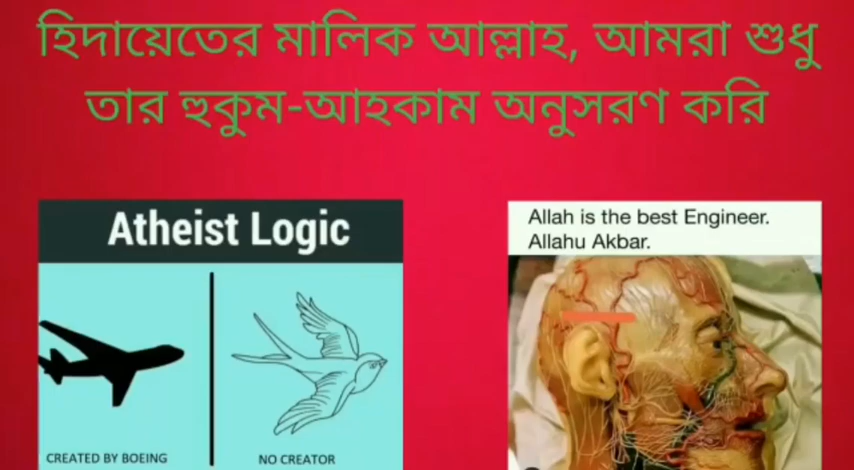 হিদায়েতের মালিক আল্লাহ, আমরা শুধু
তার হুকুম-আহকাম অনুসরণ করি
Atheist Logic
CREATED BY BOEING
NO CREATOR
Allah is the best Engineer.
Allahu Akbar.